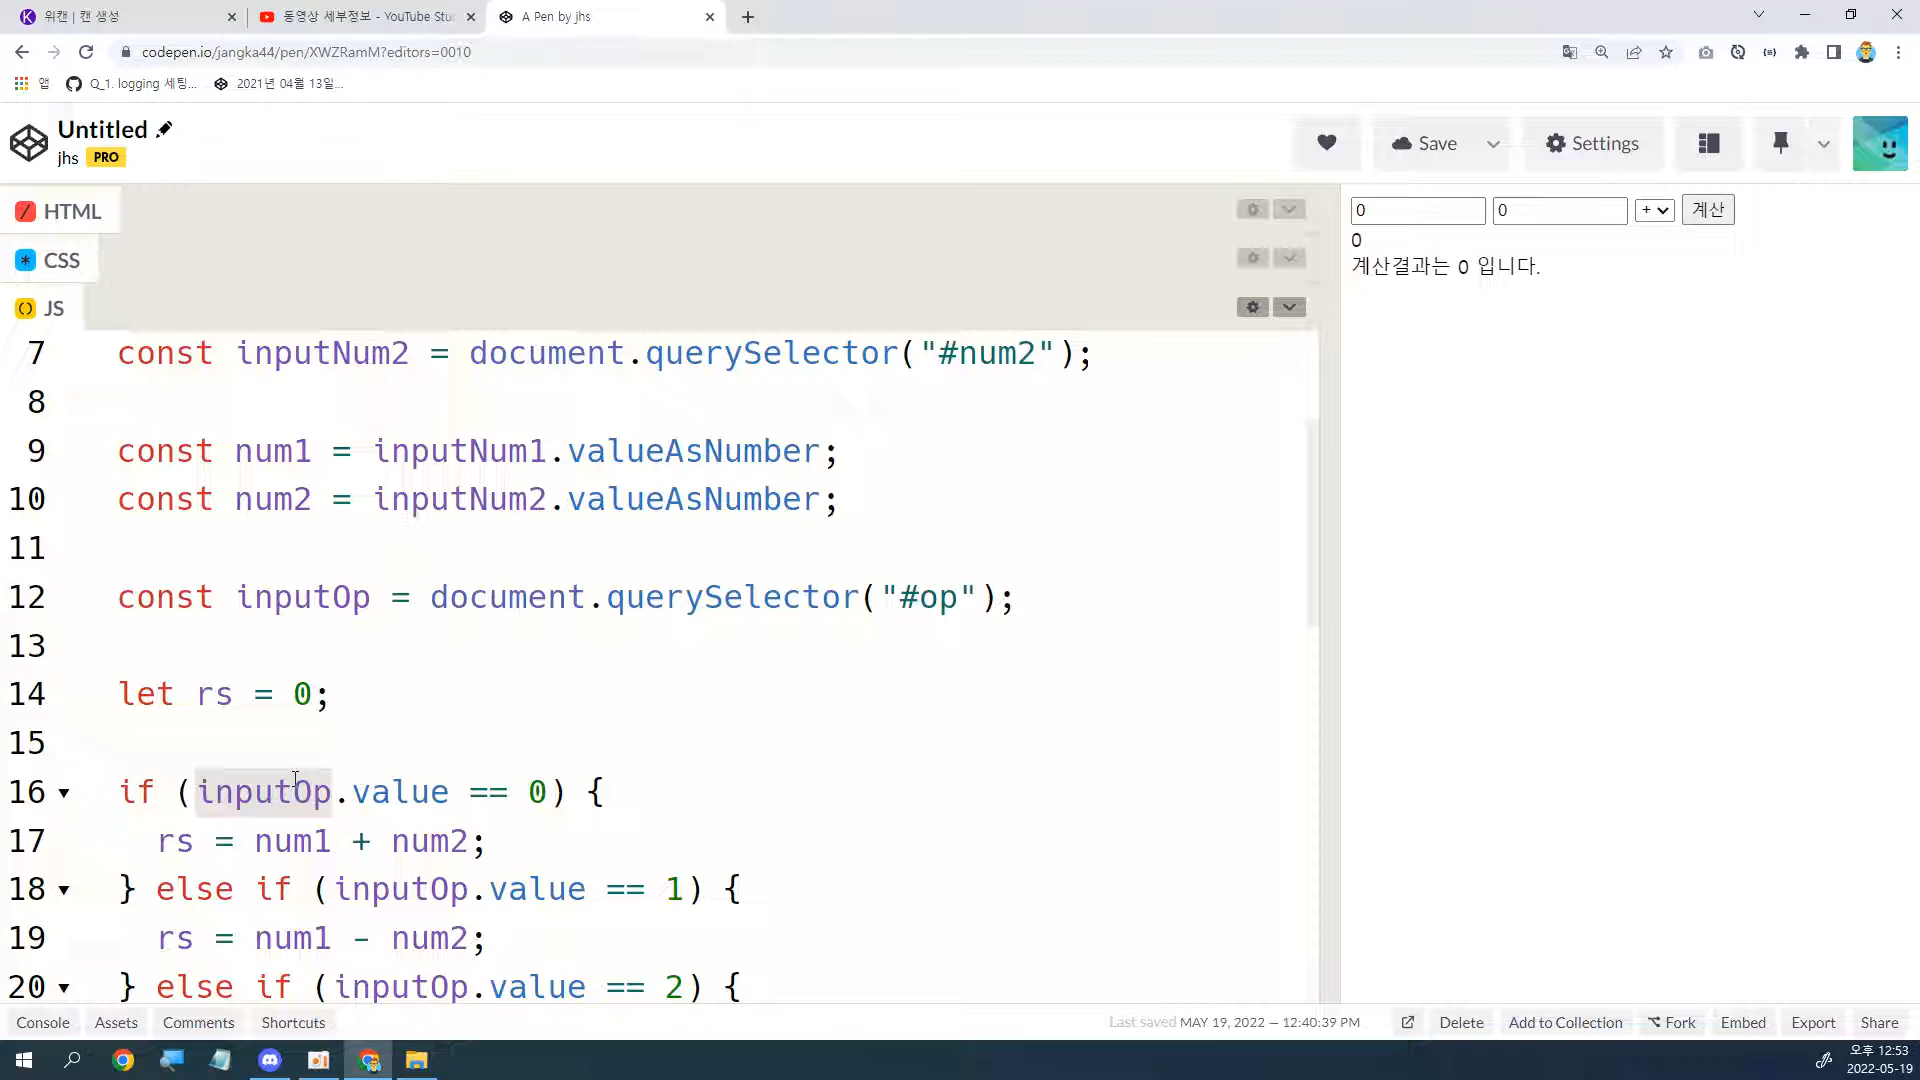 위캔 | 캔 생성
동영상 세부정보 - YouTube Stu
A Pen by jhs
codepen.io/jangka44/pen/XWZRamM?editors=0010
앱
Q_1. logging 세팅...
2021년 04월 13일...
Untitled
jhs PRO
Save
Settings
HTML
CSS
JS
0 0 + 계산
0
계산결과는 0 입니다.
7 const inputNum2 = document.querySelector("#num2");
8
9 const num1 = inputNum1.valueAsNumber;
10 const num2 = inputNum2.valueAsNumber;
11
12 const inputOp = document.querySelector("#op");
13
14 let rs = 0;
15
16 if (inputOp.value == 0) {
17 rs = num1 + num2;
18 } else if (inputOp.value == 1) {
19 rs = num1 - num2;
20 } else if (inputOp.value == 2) {
Console Assets Comments Shortcuts
Last saved MAY 19, 2022 — 12:40:39 PM
Delete Add to Collection Fork Embed Export Share
오후 12:53
2022-05-19